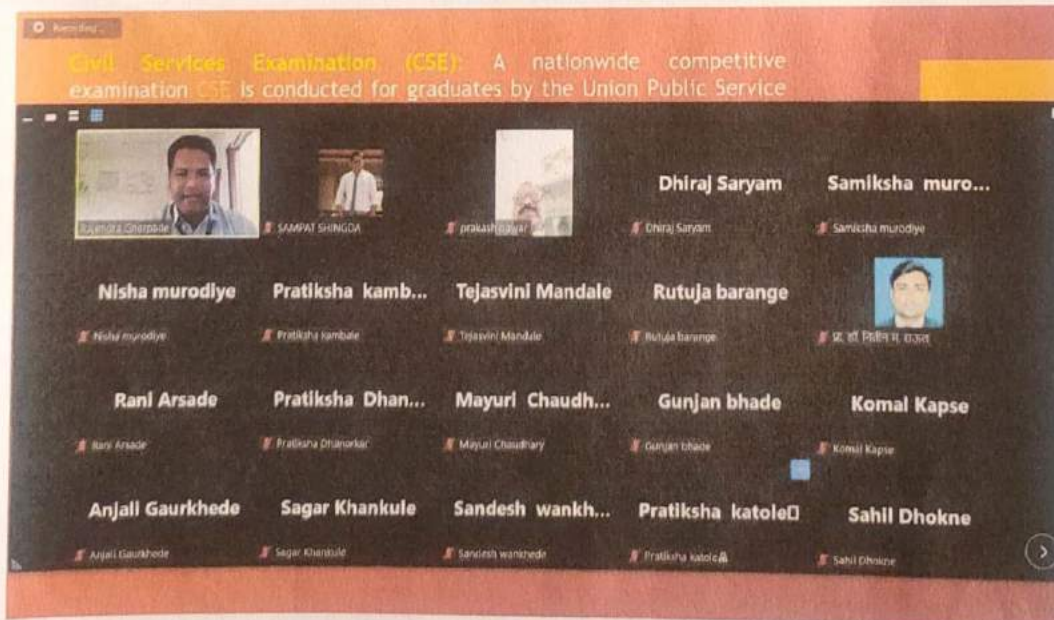 Recording...
Civil Services Examination (CSE): A nationwide competitive
examination CSE is conducted for graduates by the Union Public Service
Dhiraj Saryam
Samiksha muro...
Rajendra Ghorpade
SAMPAT SHINGDA
prakash pawar
Dhiraj Saryam
Samiksha murodiye
Nisha murodiye
Pratiksha kamb...
Tejasvini Mandale
Rutuja barange
Nisha murodiye
Pratiksha kambale
Tejasvini Mandale
Rutuja barange
प्रा. डॉ. नितीन म. राऊत
Rani Arsade
Pratiksha Dhan...
Mayuri Chaudh...
Gunjan bhade
Komal Kapse
Rani Arsade
Pratiksha Dhanorkar
Mayuri Chaudhary
Gunjan bhade
Komal Kapse
Anjali Gaurkhede
Sagar Khankule
Sandesh wankh...
Pratiksha katole
Sahil Dhokne
Anjali Gaurkhede
Sagar Khankule
Sandesh wankhede
Pratiksha katole
Sahil Dhokne